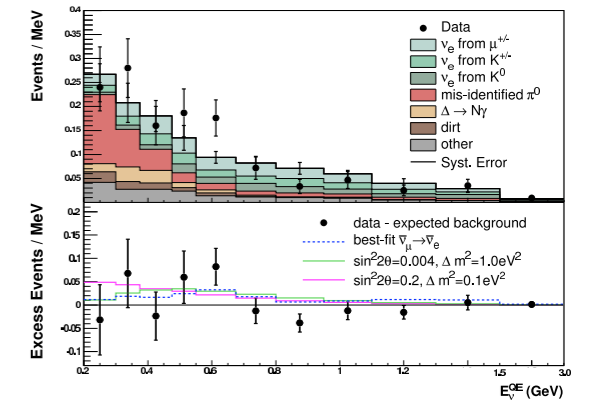 Events / MeV
0.4
0.35
0.3
0.25
0.2
0.15
0.1
0.05
Data
νe from μ+/-
νe from K+/-
νe from K0
mis-identified π0
Δ → Nγ
dirt
other
Syst. Error
Excess Events / MeV
0.2
0.15
0.1
0.05
0
-0.05
-0.1
data - expected background
best-fit ν̄μ→ν̄e
sin²2θ=0.004, Δ m²=1.0eV²
sin²2θ=0.2, Δ m²=0.1eV²
0.2 0.4 0.6 0.8 1 1.2 1.5 3.0
EνQE (GeV)